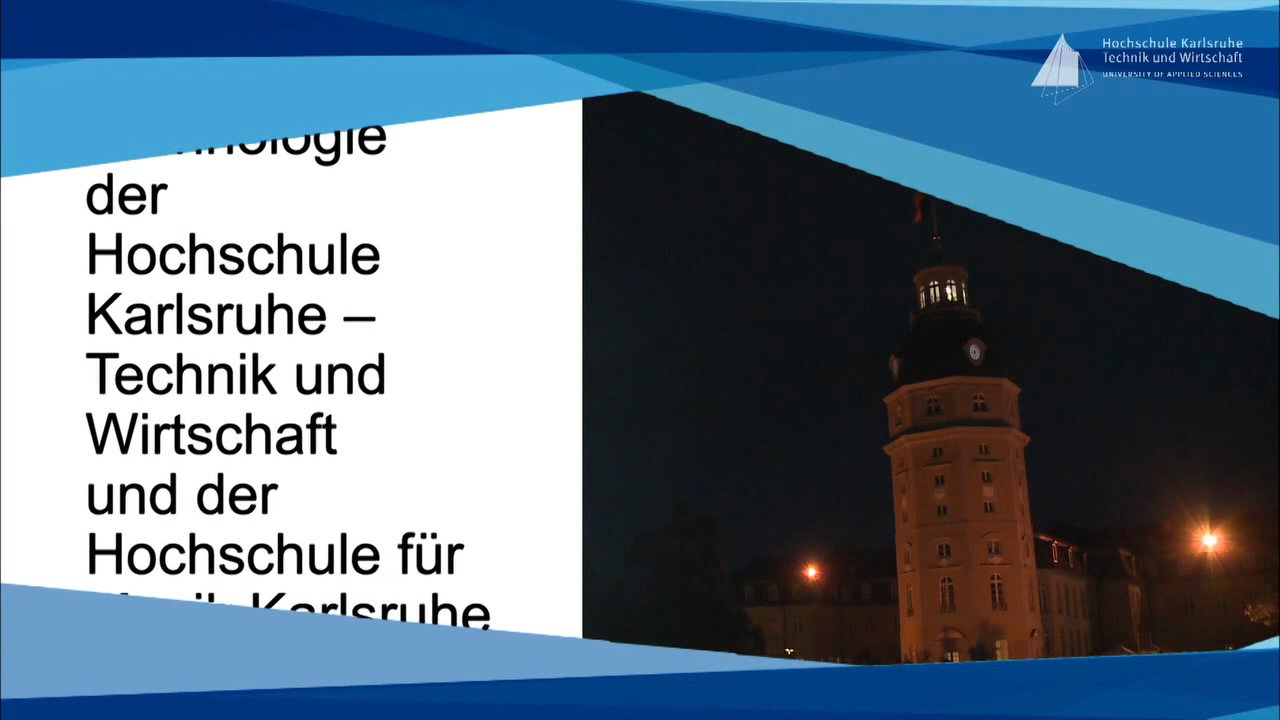 Hochschule Karlsruhe
Technik und Wirtschaft
UNIVERSITY OF APPLIED SCIENCES
der
Hochschule
Karlsruhe –
Technik und
Wirtschaft
und der
Hochschule für
Karlsruhe